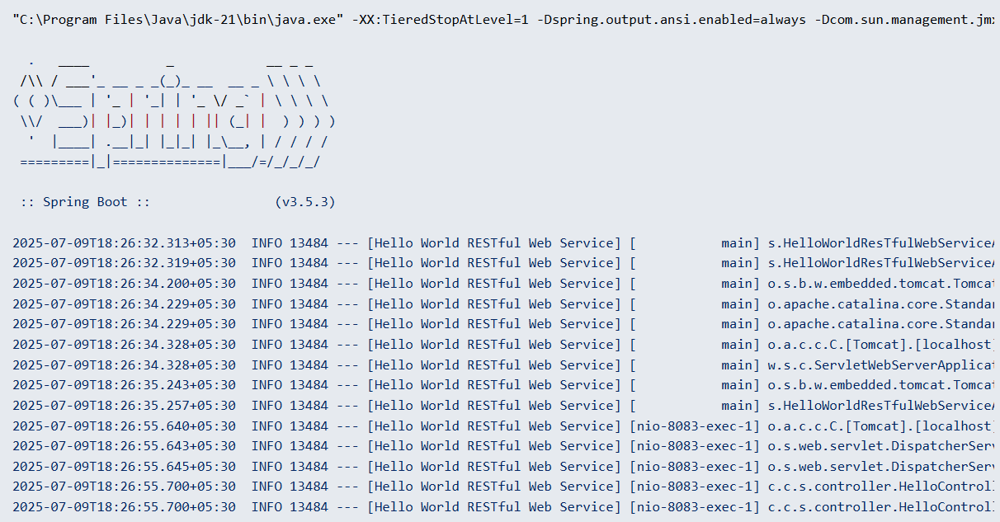 "C:\Program Files\Java\jdk-21\bin\java.exe" -XX:TieredStopAtLevel=1 -Dspring.output.ansi.enabled=always -Dcom.sun.management.jmx
  .   ____          _            __ _ _
 /\\ / ___'_ __ _ _(_)_ __  __ _ \ \ \ \
( ( )\___ | '_ | '_| | '_ \/ _` | \ \ \ \
 \\/  ___)| |_)| | | | | || (_| |  ) ) ) )
  '  |____| .__|_| |_|_| |_\__, | / / / /
 =========|_|==============|___/=/_/_/_/
 :: Spring Boot ::                (v3.5.3)
2025-07-09T18:26:32.313+05:30  INFO 13484 --- [Hello World RESTful Web Service] [           main] s.HelloWorldResTfulWebServiceA
2025-07-09T18:26:32.319+05:30  INFO 13484 --- [Hello World RESTful Web Service] [           main] s.HelloWorldResTfulWebServiceA
2025-07-09T18:26:34.200+05:30  INFO 13484 --- [Hello World RESTful Web Service] [           main] o.s.b.w.embedded.tomcat.Tomcat
2025-07-09T18:26:34.229+05:30  INFO 13484 --- [Hello World RESTful Web Service] [           main] o.apache.catalina.core.Standar
2025-07-09T18:26:34.229+05:30  INFO 13484 --- [Hello World RESTful Web Service] [           main] o.apache.catalina.core.Standar
2025-07-09T18:26:34.328+05:30  INFO 13484 --- [Hello World RESTful Web Service] [           main] o.a.c.c.C.[Tomcat].[localhost]
2025-07-09T18:26:34.328+05:30  INFO 13484 --- [Hello World RESTful Web Service] [           main] w.s.c.ServletWebServerApplicat
2025-07-09T18:26:35.243+05:30  INFO 13484 --- [Hello World RESTful Web Service] [           main] o.s.b.w.embedded.tomcat.Tomcat
2025-07-09T18:26:35.257+05:30  INFO 13484 --- [Hello World RESTful Web Service] [           main] s.HelloWorldResTfulWebServiceA
2025-07-09T18:26:55.640+05:30  INFO 13484 --- [Hello World RESTful Web Service] [nio-8083-exec-1] o.a.c.c.C.[Tomcat].[localhost]
2025-07-09T18:26:55.643+05:30  INFO 13484 --- [Hello World RESTful Web Service] [nio-8083-exec-1] o.s.web.servlet.DispatcherServ
2025-07-09T18:26:55.645+05:30  INFO 13484 --- [Hello World RESTful Web Service] [nio-8083-exec-1] o.s.web.servlet.DispatcherServ
2025-07-09T18:26:55.700+05:30  INFO 13484 --- [Hello World RESTful Web Service] [nio-8083-exec-1] c.c.s.controller.HelloControl
2025-07-09T18:26:55.700+05:30  INFO 13484 --- [Hello World RESTful Web Service] [nio-8083-exec-1] c.c.s.controller.HelloControl